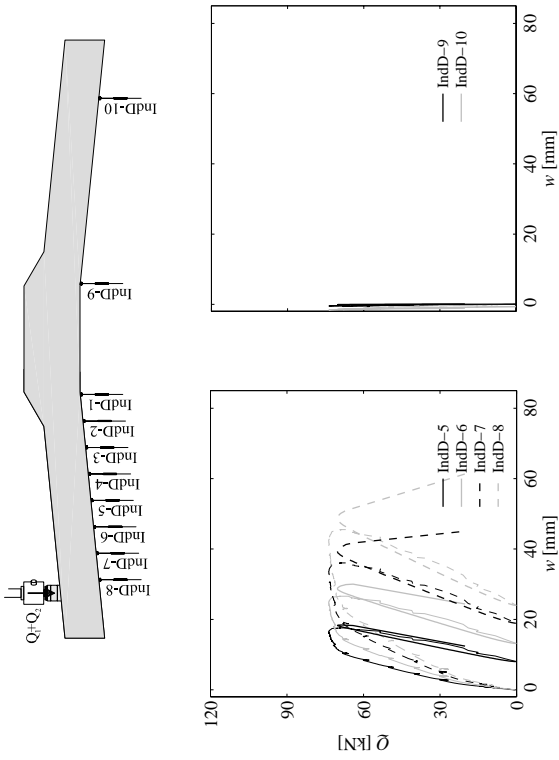 Q1+Q2
IndD-8
IndD-7
IndD-6
IndD-5
IndD-4
IndD-3
IndD-2
IndD-1
IndD-9
IndD-10
120
90
60
30
0
Q [kN]
0
20
40
60
80
w [mm]
IndD–5
IndD–6
IndD–7
IndD–8
0
20
40
60
80
w [mm]
IndD–9
IndD–10